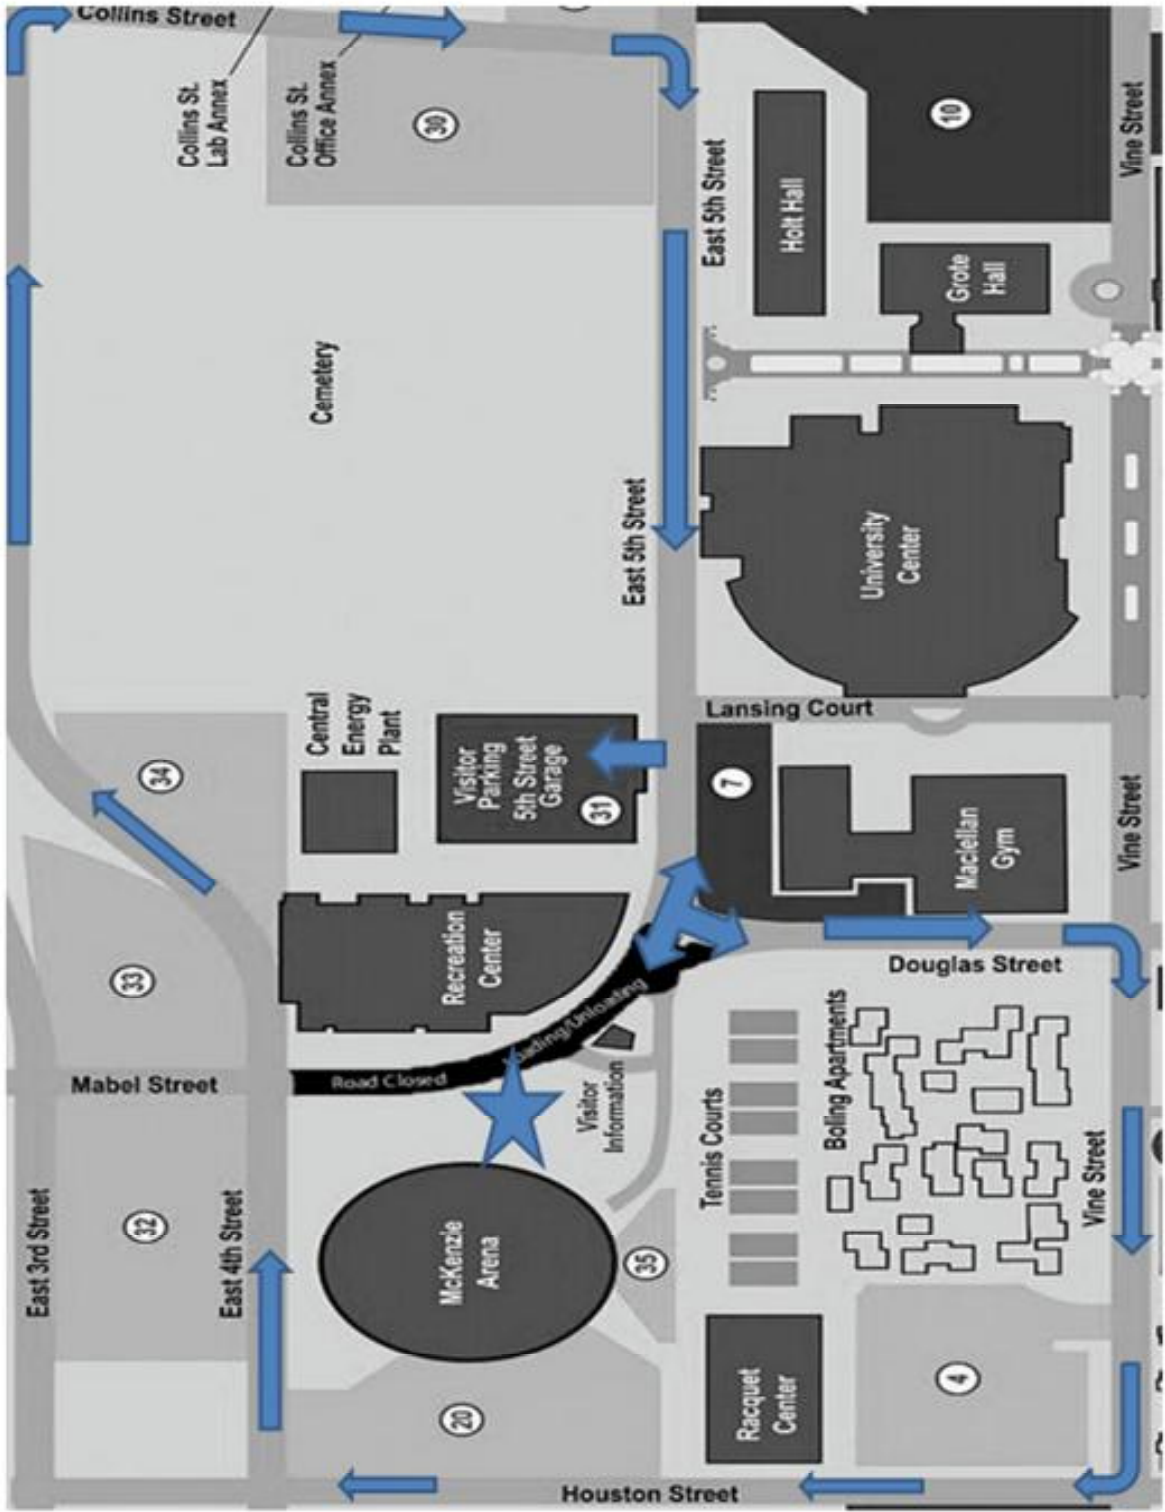 Collins Street
Collins St.
Lab Annex
Collins St.
Office Annex
30
10
Vine Street
East 5th Street
Holt Hall
Grote
Hall
Cemetery
East 5th Street
University
Center
Lansing Court
Central
Energy
Plant
34
Visitor
Parking
5th Street
Garage
31
7
Maclellan
Gym
Vine Street
33
Recreation
Center
Douglas Street
Loading/Unloading
Mabel Street
Road Closed
Visitor
Information
Tennis Courts
Boling Apartments
Vine Street
East 3rd Street
32
East 4th Street
McKenzie
Arena
35
20
Racquet
Center
4
Houston Street